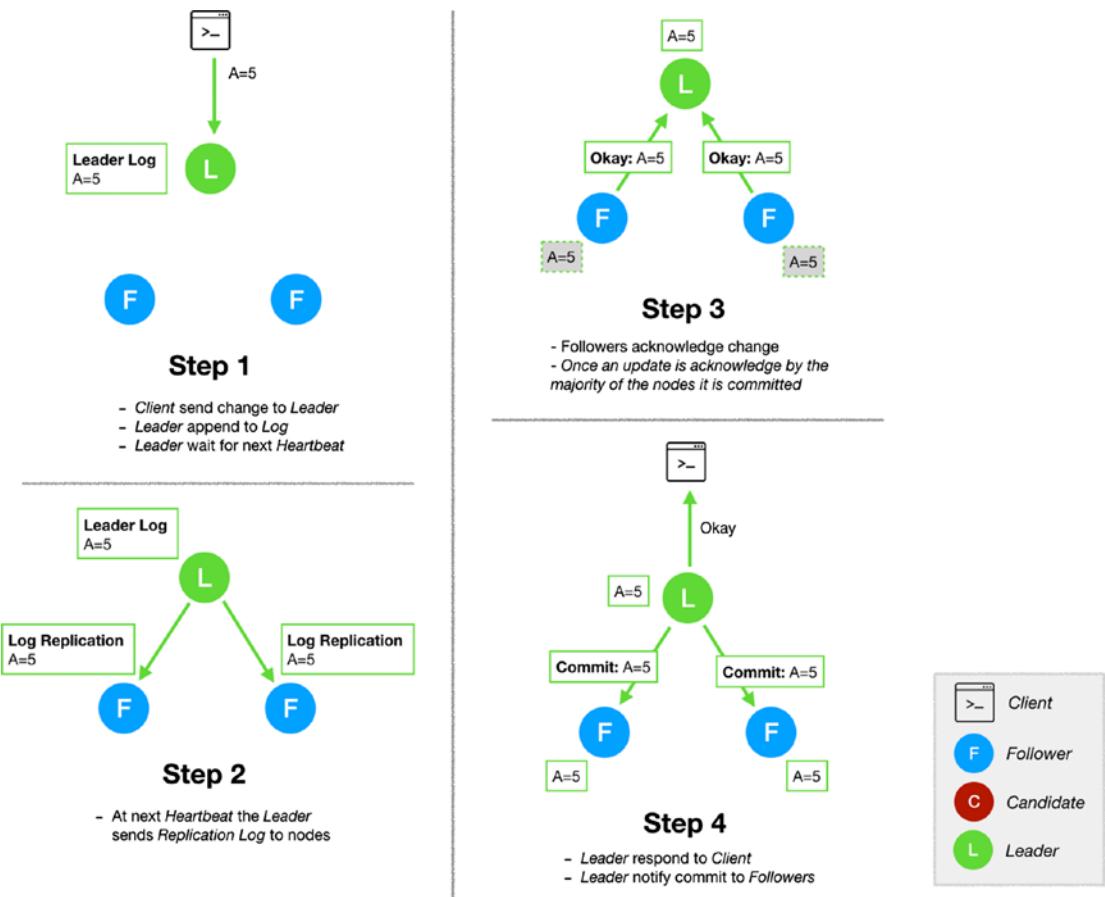 >_
A=5
Leader Log
A=5
L
F
F
Step 1
- Client send change to Leader
- Leader append to Log
- Leader wait for next Heartbeat
Leader Log
A=5
L
Log Replication
A=5
Log Replication
A=5
F
F
Step 2
- At next Heartbeat the Leader
sends Replication Log to nodes
A=5
L
Okay: A=5
Okay: A=5
F
F
A=5
A=5
Step 3
- Followers acknowledge change
- Once an update is acknowledge by the
majority of the nodes it is committed
>_
Okay
A=5
L
Commit: A=5
Commit: A=5
F
F
A=5
A=5
Step 4
- Leader respond to Client
- Leader notify commit to Followers
>_ Client
F Follower
C Candidate
L Leader